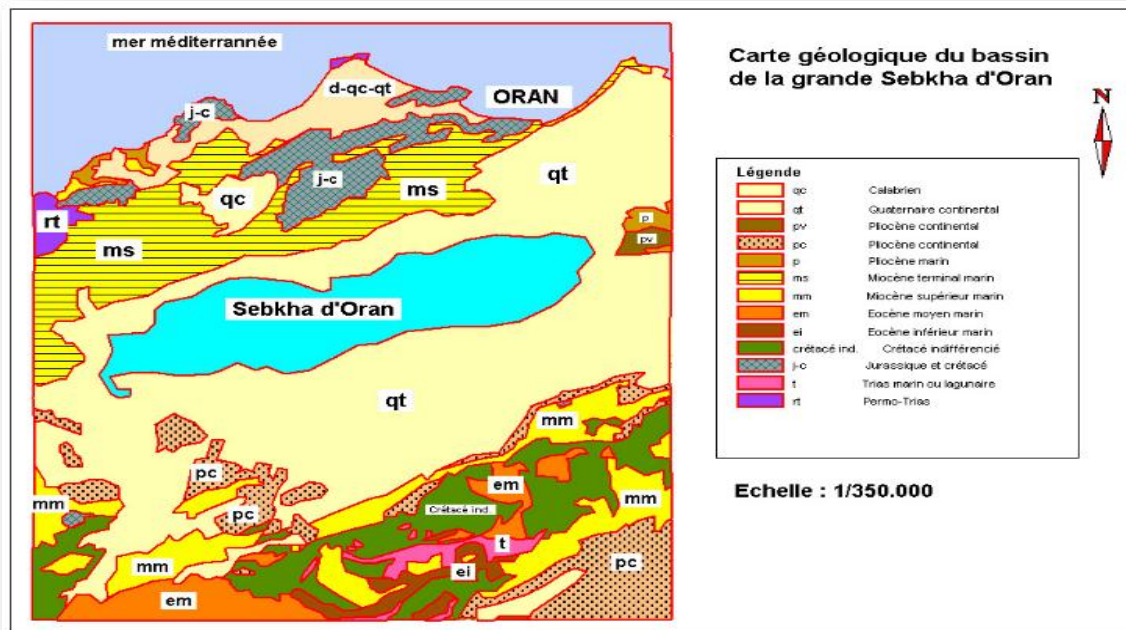 mer méditerrannée
Carte géologique du bassin
de la grande Sebkha d'Oran
d-qc-qt
ORAN
N
j-c
qt
Légende
qc Calabrien
qt Quaternaire continental
pv Pliocène continental
pc Pliocène continental
p Pliocène marin
ms Miocène terminal marin
mm Miocène supérieur marin
em Eocène moyen marin
ei Eocène inférieur marin
crétacé ind. Crétacé indifférencié
j-c Jurassique et crétacé
t Trias marin ou lagunaire
rt Permo-Trias
j-c
ms
qc
rt
p
pv
ms
Sebkha d'Oran
qt
mm
pc
em
mm
mm
Echelle : 1/350.000
pc
Crétacé ind.
t
mm
ei
pc
em